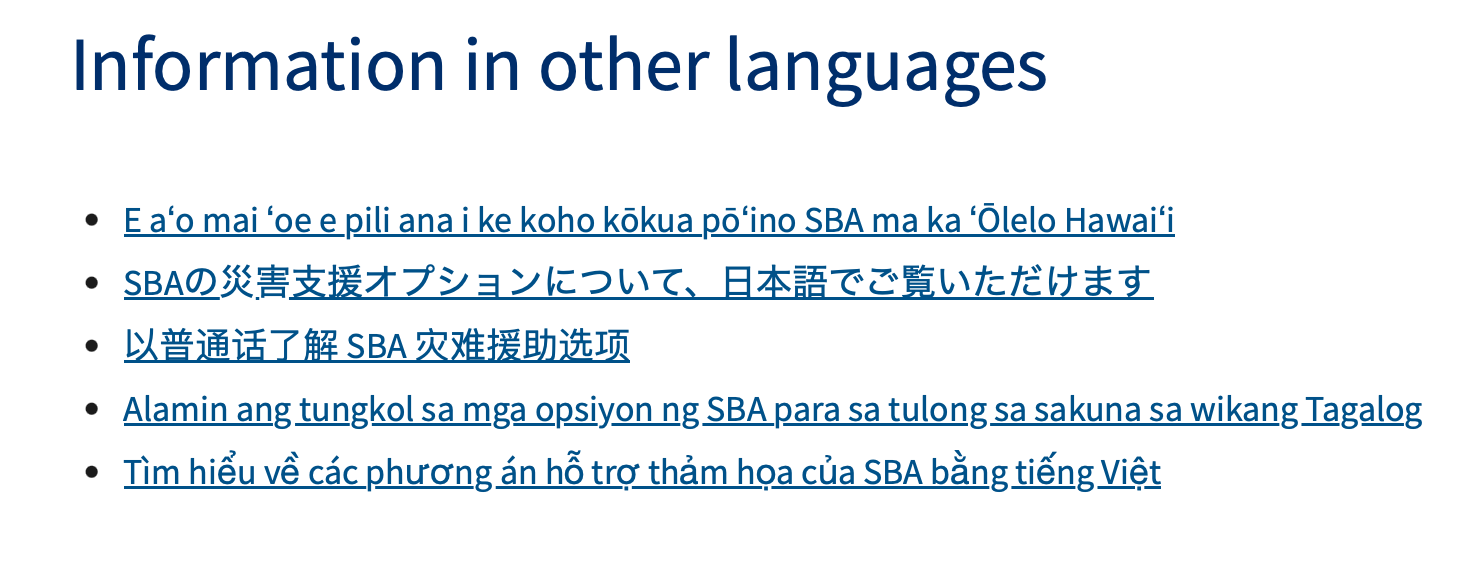 Information in other languages
E aʻo mai ʻoe e pili ana i ke koho kōkua pōʻino SBA ma ka ʻŌlelo Hawaiʻi
SBAの災害支援オプションについて、日本語でご覧いただけます
以普通话了解 SBA 灾难援助选项
Alamin ang tungkol sa mga opsiyon ng SBA para sa tulong sa sakuna sa wikang Tagalog
Tìm hiểu về các phương án hỗ trợ thảm họa của SBA bằng tiếng Việt